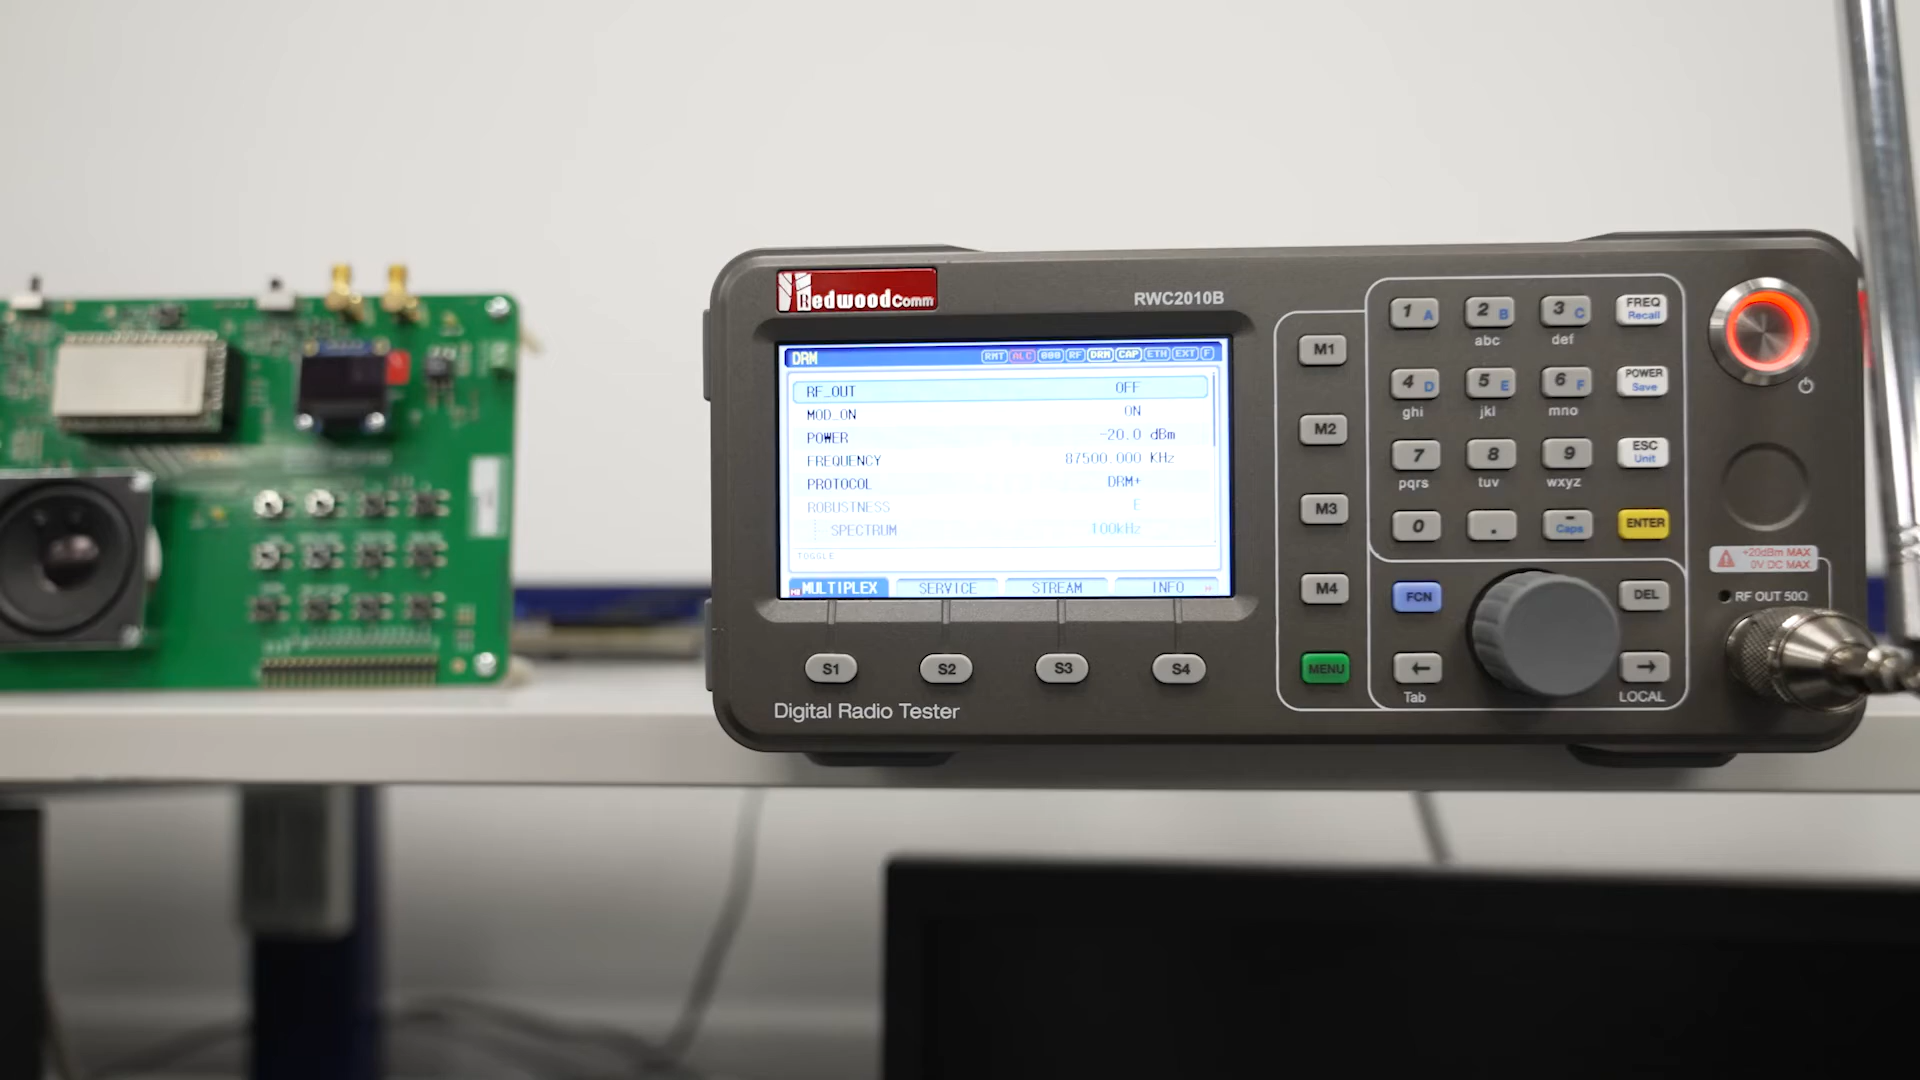 RedwoodComm
RWC2010B
DRM
RMT ALC 000 RF DRM CAP ETH EXT F
RF_OUT OFF
MOD_ON ON
POWER -20.0 dBm
FREQUENCY 87500.000 KHz
PROTOCOL DRM+
ROBUSTNESS E
SPECTRUM 100kHz
TOGGLE
MULTIPLEX SERVICE STREAM INFO
S1 S2 S3 S4
Digital Radio Tester
M1
M2
M3
M4
MENU
1 A 2 B 3 C FREQ
Recall
abc def
4 D 5 E 6 F POWER
Save
ghi jkl mno
7 8 9 ESC
Unit
pqrs tuv wxyz
0 . - Caps ENTER
FCN DEL
← →
Tab LOCAL
+20dBm MAX
0V DC MAX
RF OUT 50Ω